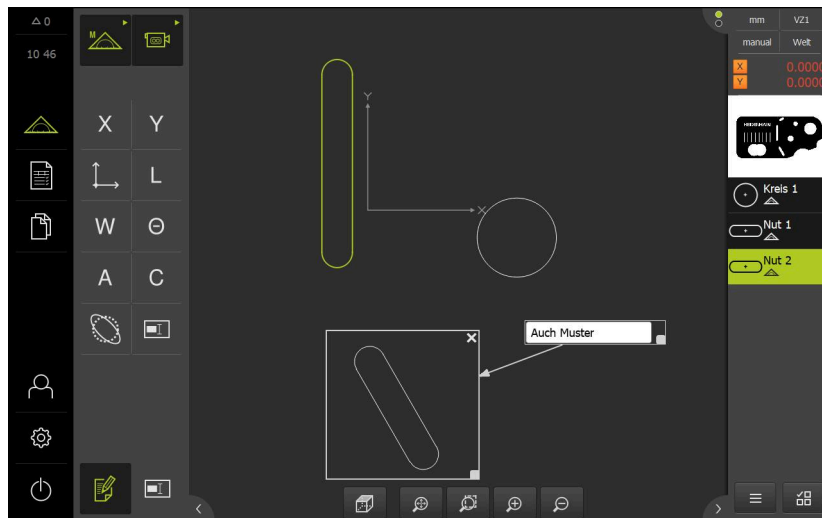 0
10 46
M
X Y
L
W Θ
A C
Y
X
Auch Muster
mm VZ1
manual Welt
X 0.0000
Y 0.0000
HEIDENHAIN
Kreis 1
Nut 1
Nut 2